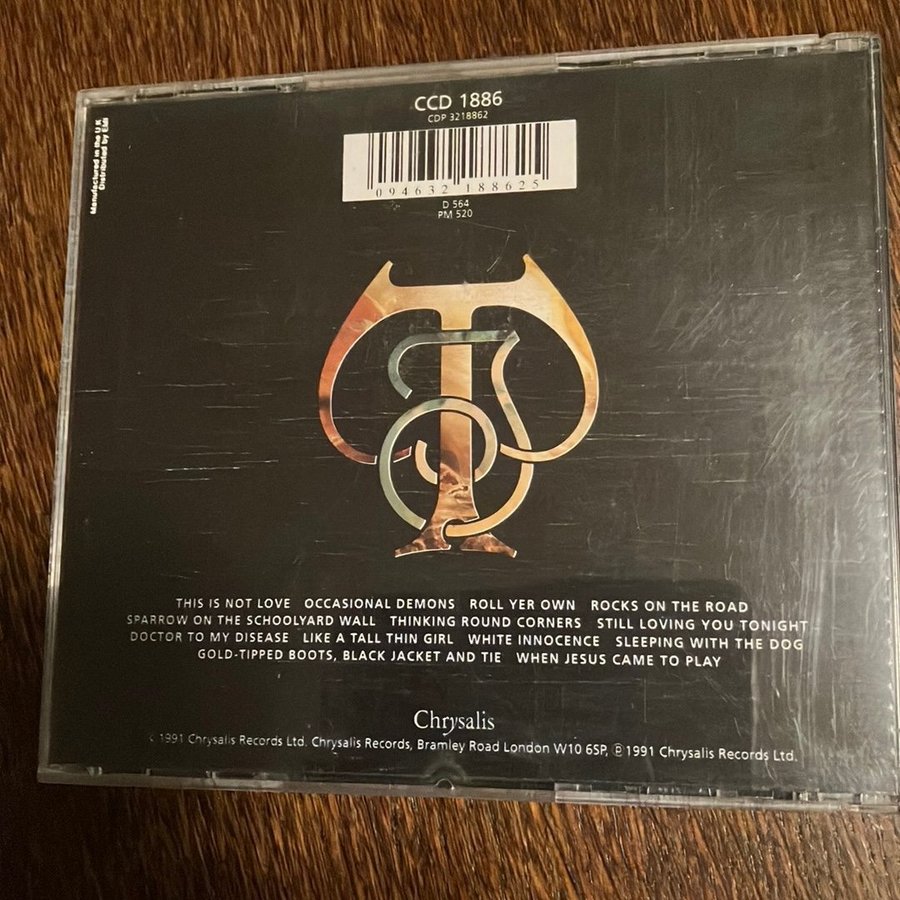 Manufactured in the U.K
Distributed by EMI
CCD 1886
CDP 3218862
094632 188625
D 564
PM 520
THIS IS NOT LOVE OCCASIONAL DEMONS ROLL YER OWN ROCKS ON THE ROAD
SPARROW ON THE SCHOOLYARD WALL THINKING ROUND CORNERS STILL LOVING YOU TONIGHT
DOCTOR TO MY DISEASE LIKE A TALL THIN GIRL WHITE INNOCENCE SLEEPING WITH THE DOG
GOLD-TIPPED BOOTS, BLACK JACKET AND TIE WHEN JESUS CAME TO PLAY
Chrysalis
© 1991 Chrysalis Records Ltd. Chrysalis Records, Bramley Road London W10 6SP, ℗ 1991 Chrysalis Records Ltd.